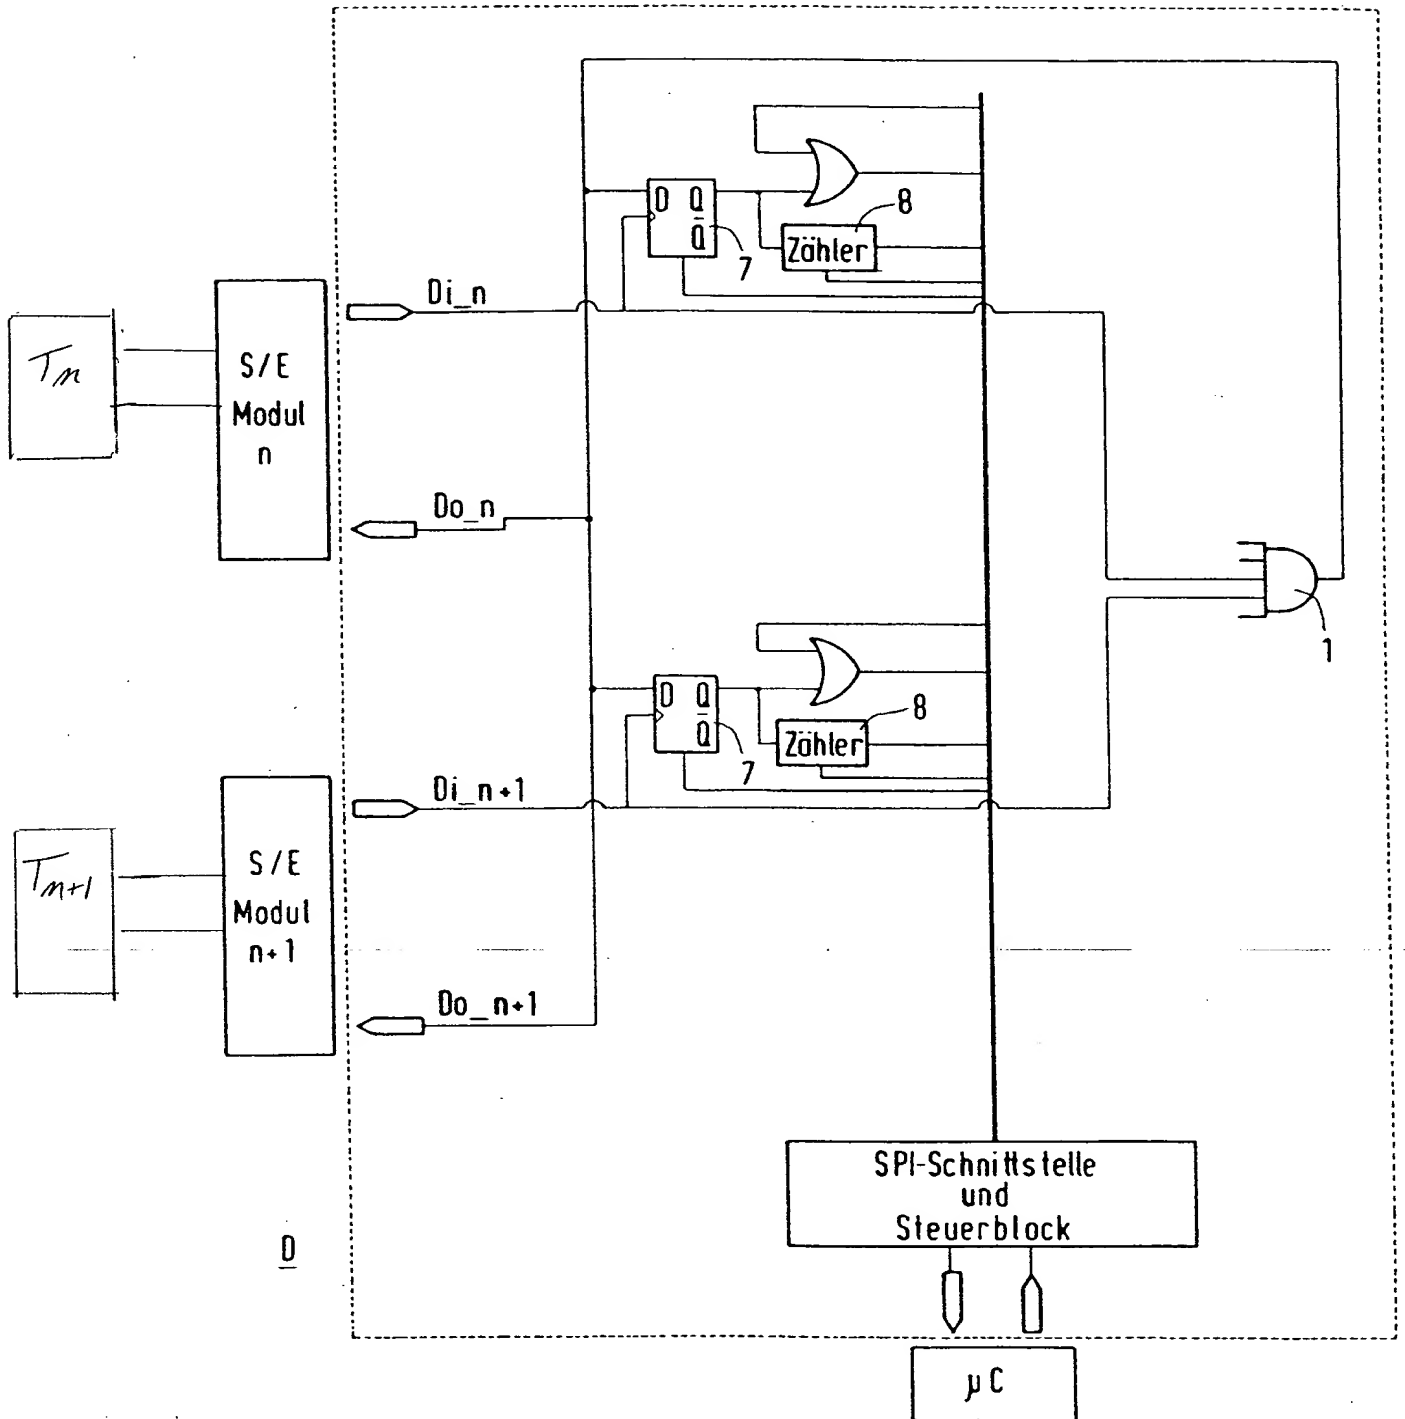 D Q
Q̅
7
8
Zähler
Di_n
Tn
S/E
Modul
n
Do_n
1
D Q
Q̅
7
8
Zähler
Di_n+1
Tn+1
S/E
Modul
n+1
Do_n+1
SPI-Schnittstelle
und
Steuerblock
D
µC